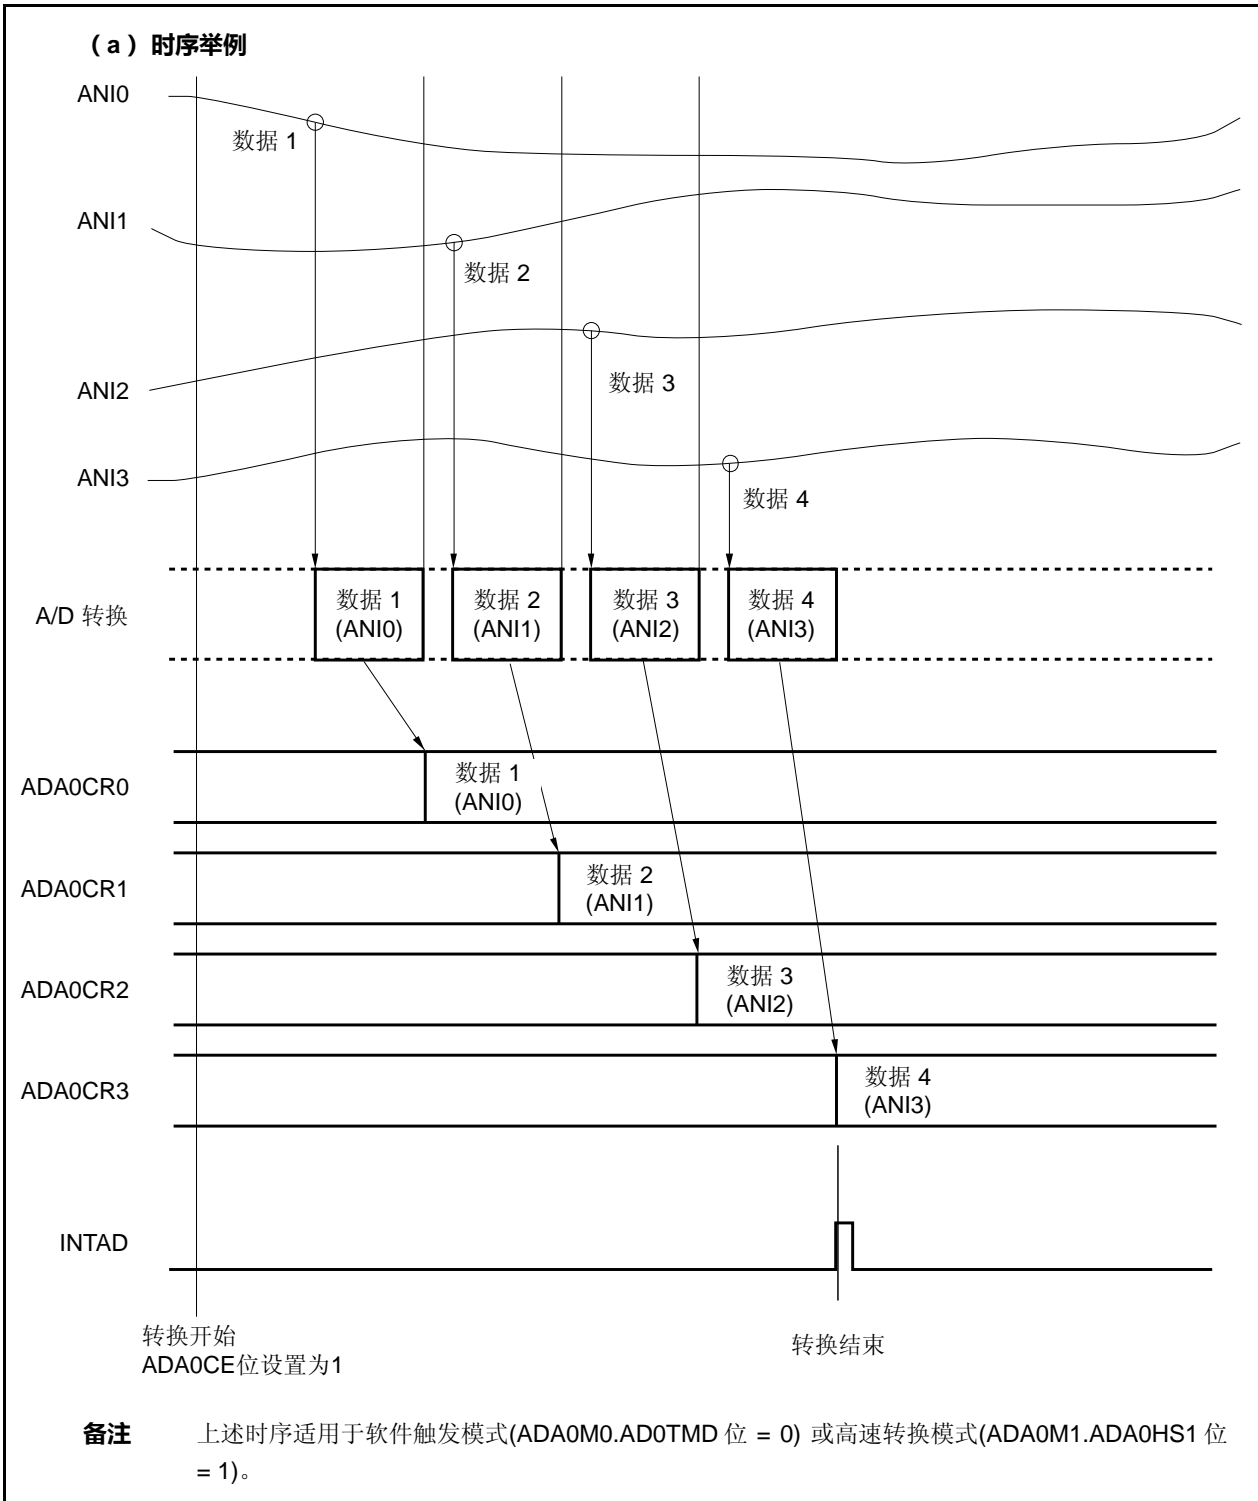 （a）时序举例
ANI0
数据 1
ANI1
数据 2
ANI2
数据 3
ANI3
数据 4
A/D 转换
数据 1
(ANI0)
数据 2
(ANI1)
数据 3
(ANI2)
数据 4
(ANI3)
ADA0CR0
数据 1
(ANI0)
ADA0CR1
数据 2
(ANI1)
ADA0CR2
数据 3
(ANI2)
ADA0CR3
数据 4
(ANI3)
INTAD
转换开始
ADA0CE位设置为1
转换结束
备注 上述时序适用于软件触发模式(ADA0M0.AD0TMD 位 = 0) 或高速转换模式(ADA0M1.ADA0HS1 位
= 1)。